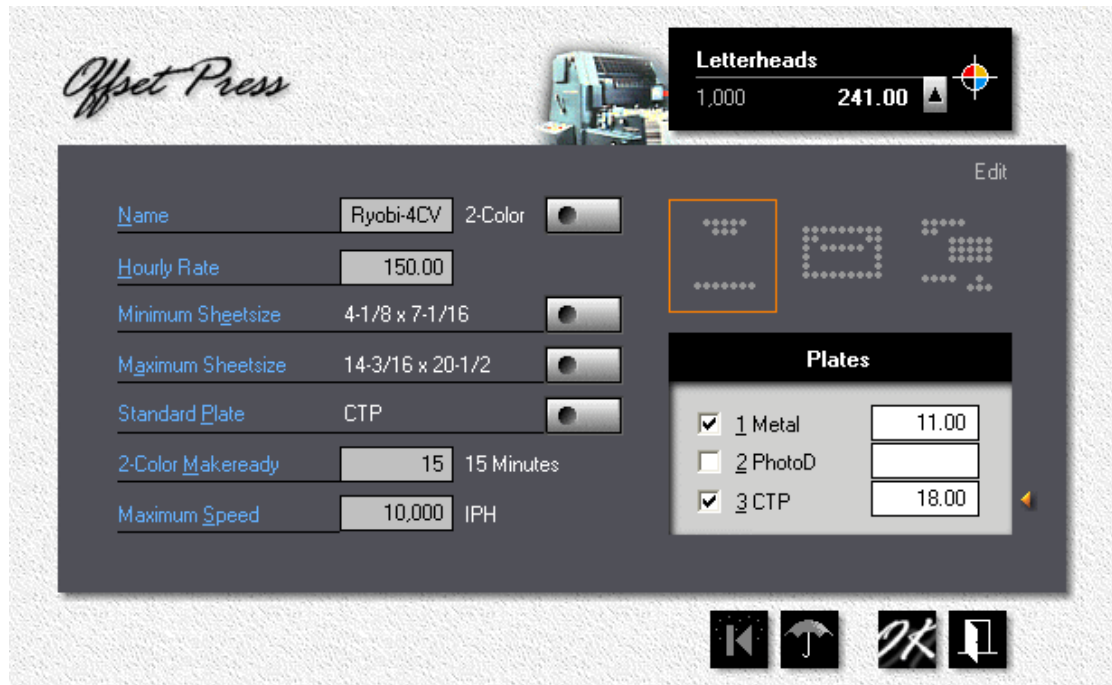 Offset Press
Letterheads
1,000 241.00
Edit
Name Ryobi-4CV 2-Color
Hourly Rate 150.00
Minimum Sheetsize 4-1/8 x 7-1/16
Maximum Sheetsize 14-3/16 x 20-1/2
Standard Plate CTP
2-Color Makeready 15 15 Minutes
Maximum Speed 10,000 IPH
Plates
1 Metal 11.00
2 PhotoD
3 CTP 18.00
OK